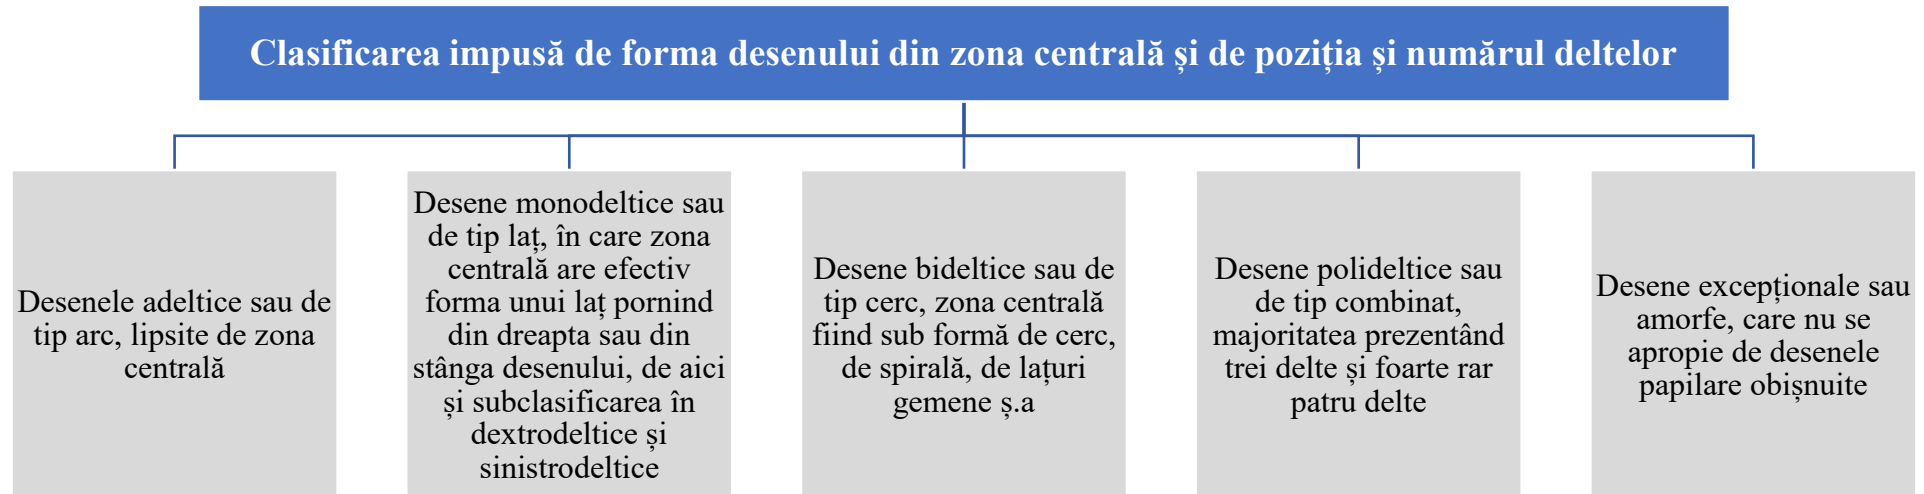 Clasificarea impusă de forma desenului din zona centrală și de poziția și numărul deltelor
Desenele adeltice sau de
tip arc, lipsite de zona
centrală
Desene monodeltice sau
de tip laț, în care zona
centrală are efectiv
forma unui laț pornind
din dreapta sau din
stânga desenului, de aici
și subclasificarea în
dextrodeltice și
sinistrodeltice
Desene bideltice sau de
tip cerc, zona centrală
fiind sub formă de cerc,
de spirală, de lațuri
gemene ș.a
Desene polideltice sau
de tip combinat,
majoritatea prezentând
trei delte și foarte rar
patru delte
Desene excepționale sau
amorfe, care nu se
apropie de desenele
papilare obișnuite